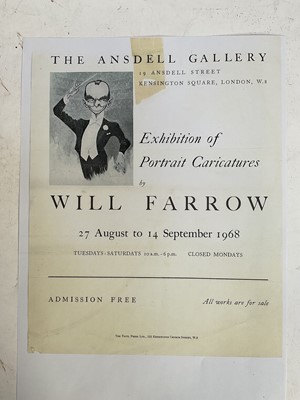 THE ANSDELL GALLERY
19 ANSDELL STREET
KENSINGTON SQUARE, LONDON, W.8
Exhibition of
Portrait Caricatures
by
WILL FARROW
27 August to 14 September 1968
TUESDAYS-SATURDAYS 10 a.m.-6 p.m. CLOSED MONDAYS
ADMISSION FREE
All works are for sale